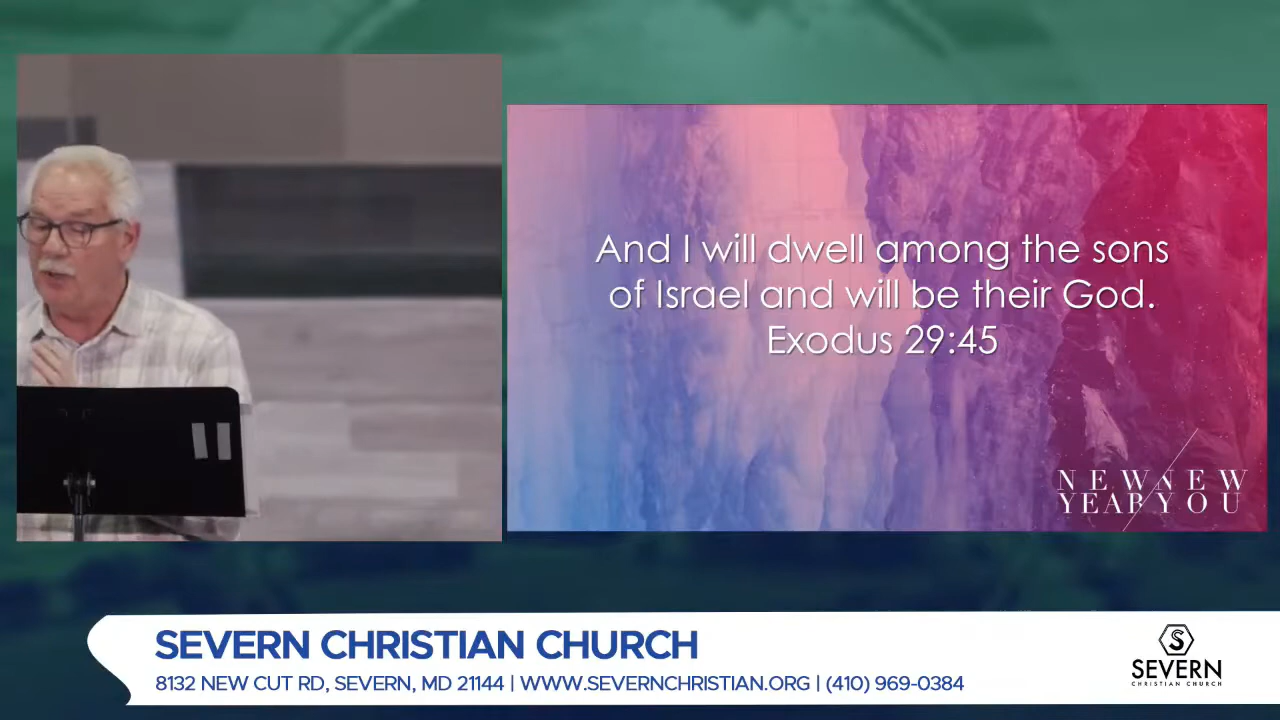 And I will dwell among the sons
of Israel and will be their God.
Exodus 29:45
NEW NEW
YEAR YOU
SEVERN CHRISTIAN CHURCH
8132 NEW CUT RD, SEVERN, MD 21144 | WWW.SEVERNCHRISTIAN.ORG | (410) 969-0384
S
SEVERN
CHRISTIAN CHURCH